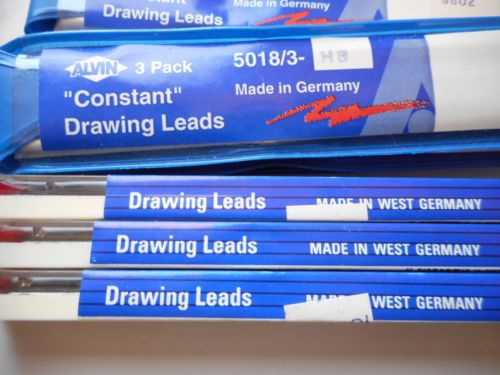 Drawing Leads
Made in Germany
ALVIN 3 Pack
5018/3- HB
"Constant"
Made in Germany
Drawing Leads
Drawing Leads MADE IN WEST GERMANY
Drawing Leads MADE IN WEST GERMANY
Drawing Leads WEST GERMANY